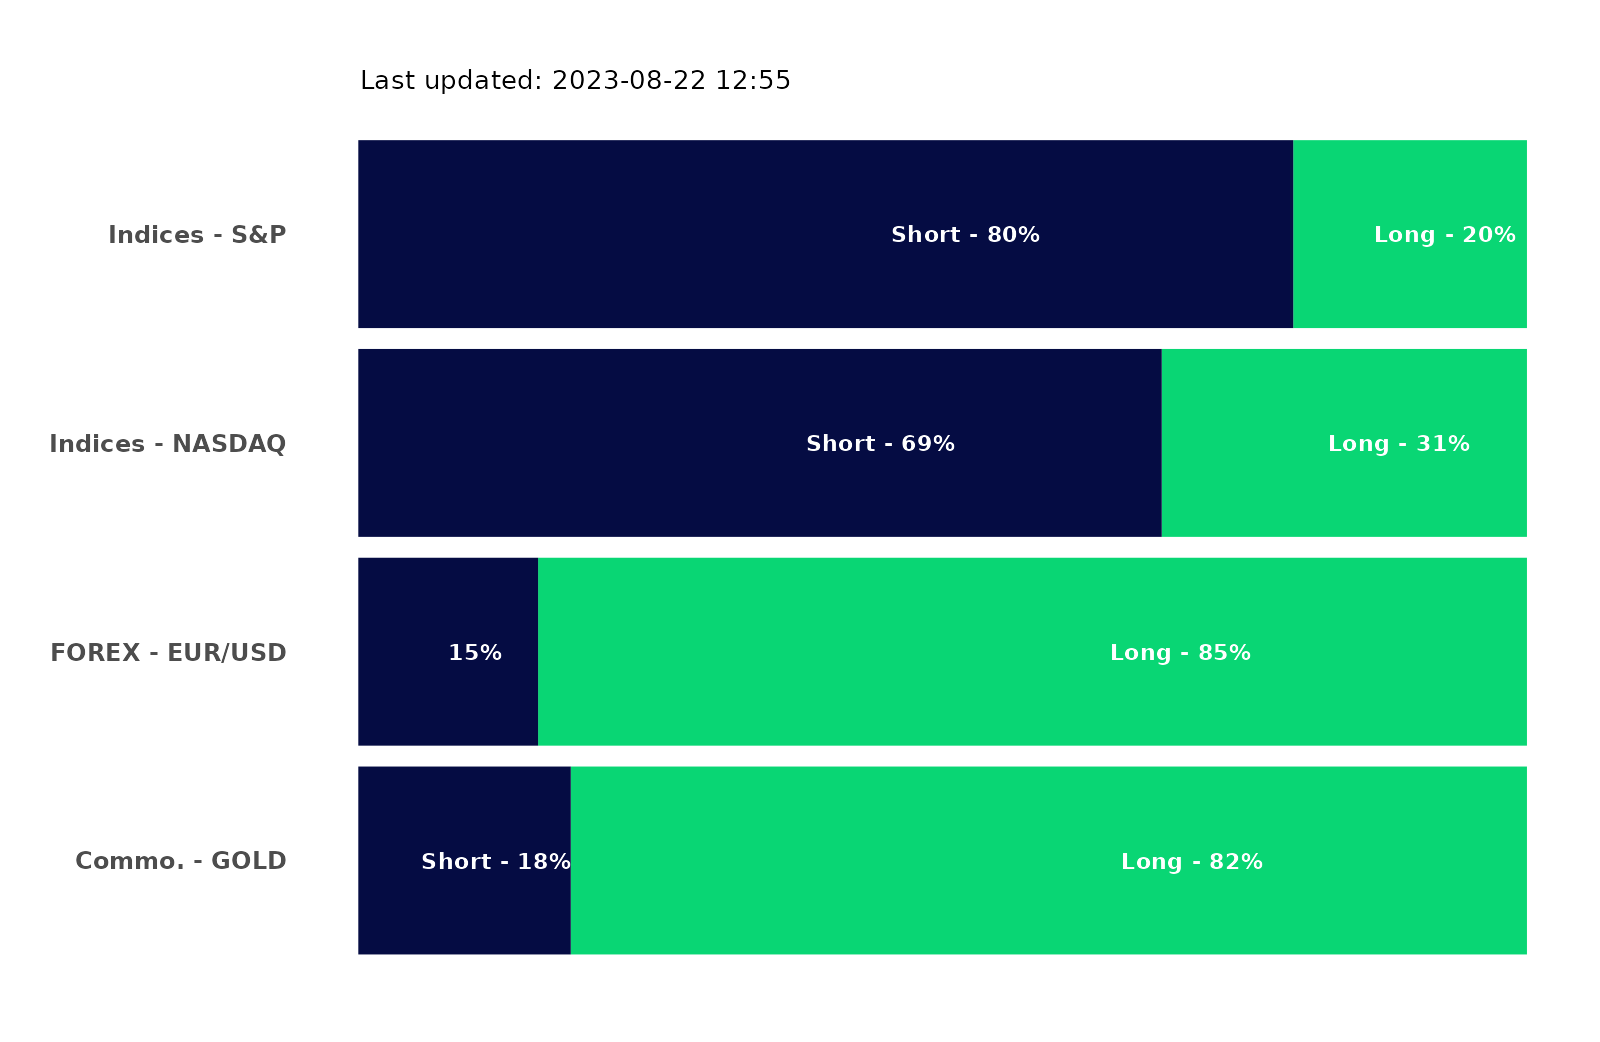 Last updated: 2023-08-22 12:55
Indices - S&P
Short - 80%
Long - 20%
Indices - NASDAQ
Short - 69%
Long - 31%
FOREX - EUR/USD
15%
Long - 85%
Commo. - GOLD
Short - 18%
Long - 82%